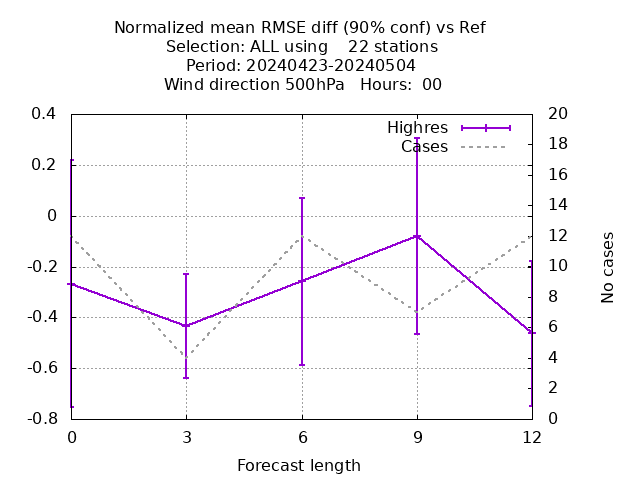 Normalized mean RMSE diff (90% conf) vs Ref
Selection: ALL using    22 stations
Period: 20240423-20240504
Wind direction 500hPa   Hours:  00
Highres
Cases
0.4
0.2
0
-0.2
-0.4
-0.6
-0.8
20
18
16
14
12
10
8
6
4
2
0
No cases
0 3 6 9 12
Forecast length